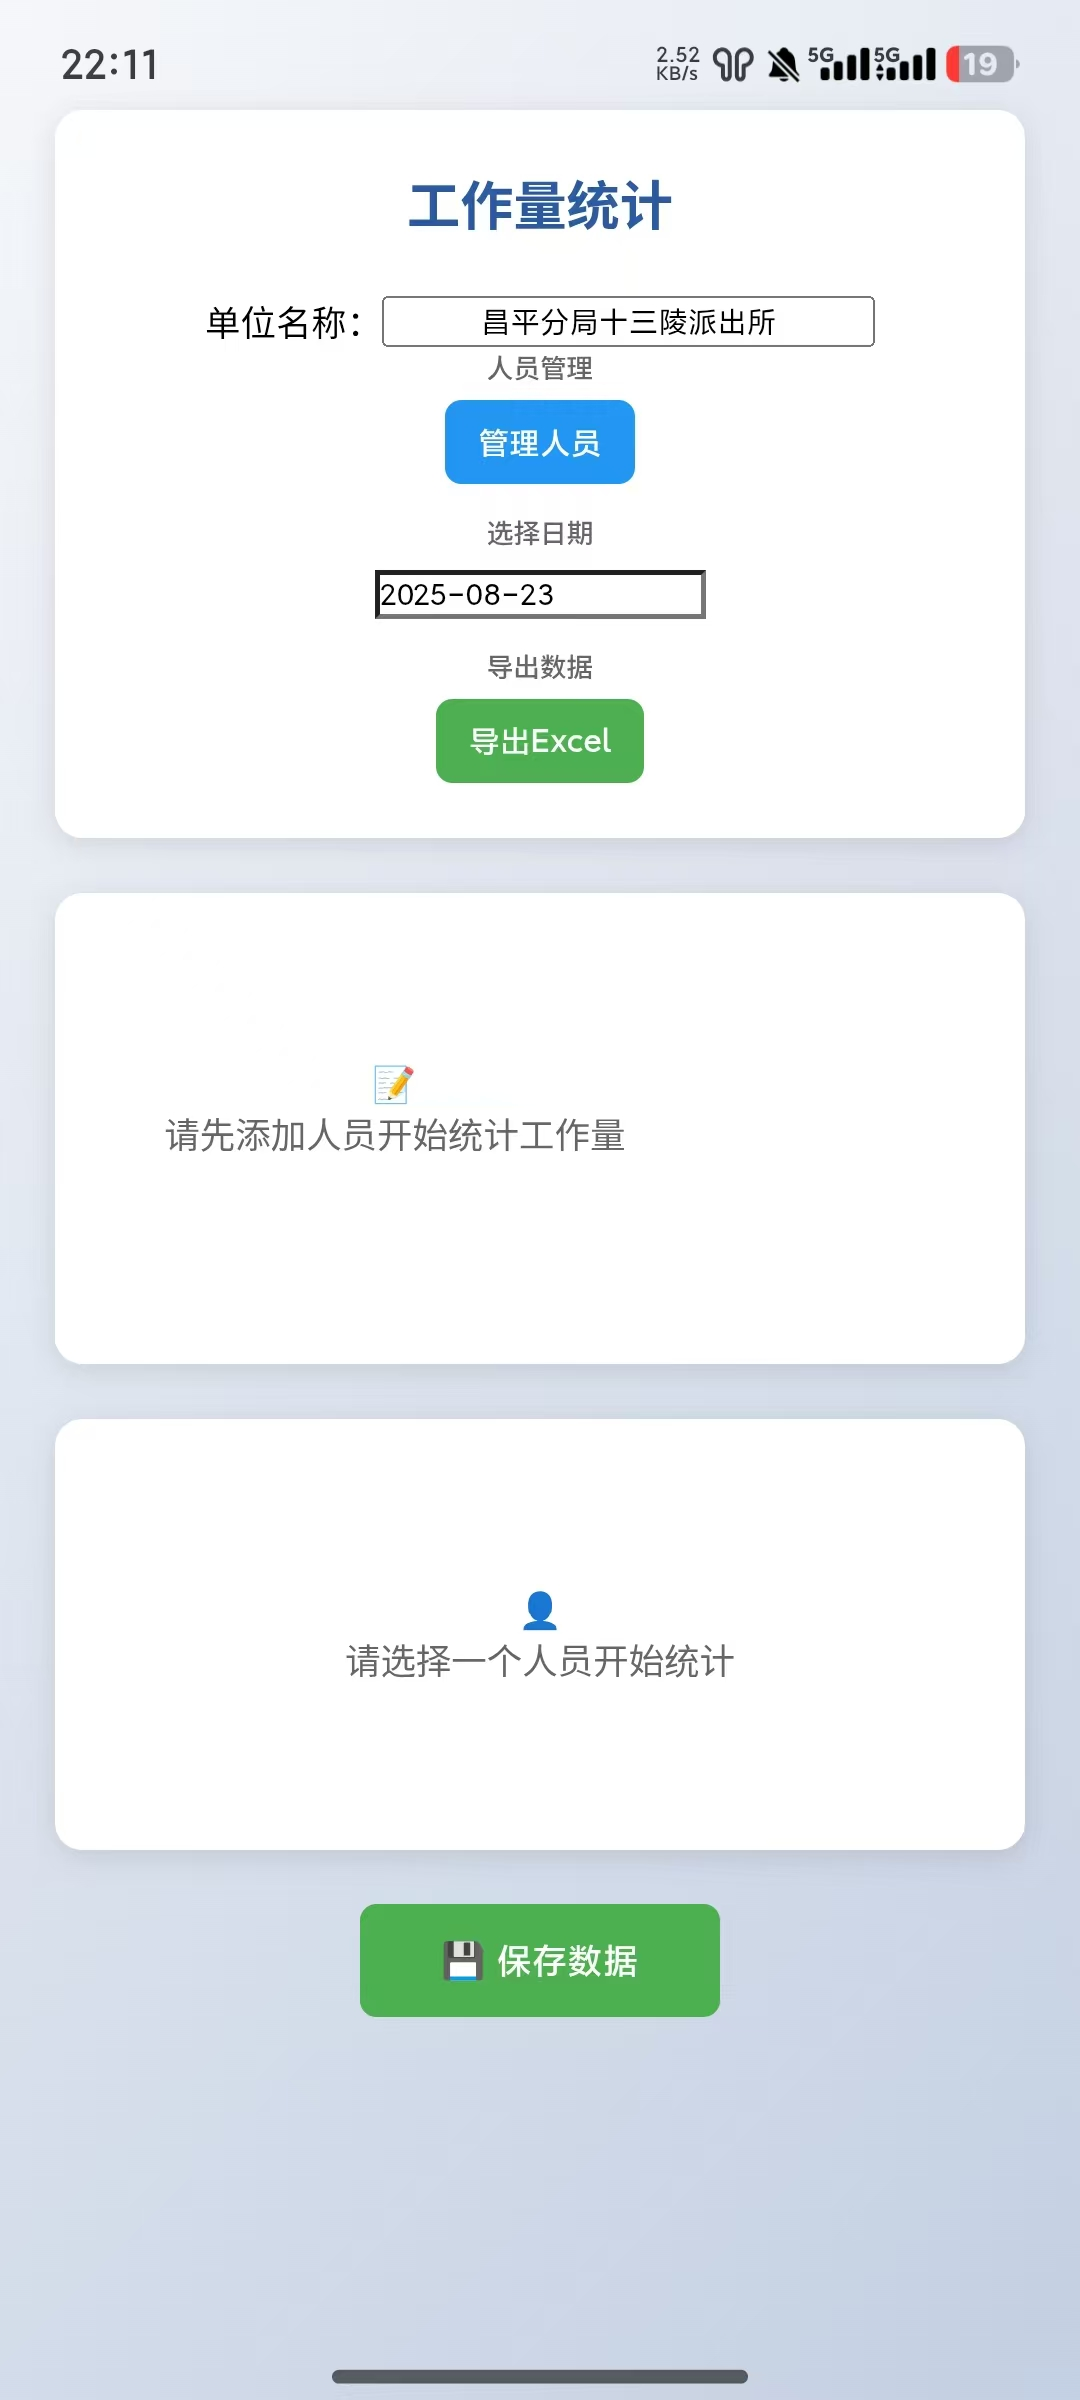 22:11
2.52
KB/s
5G 5G 19
工作量统计
单位名称： 昌平分局十三陵派出所
人员管理
管理人员
选择日期
2025-08-23
导出数据
导出Excel
请先添加人员开始统计工作量
请选择一个人员开始统计
保存数据